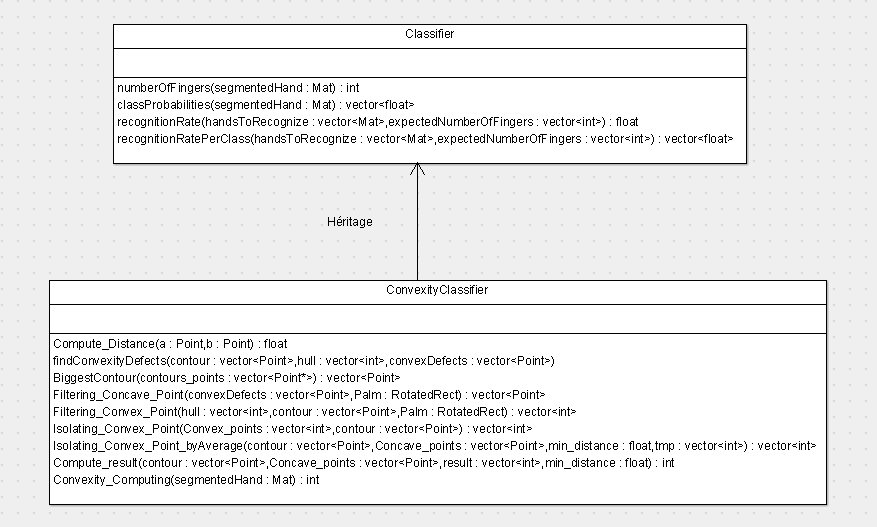 Classifier
numberOfFingers(segmentedHand : Mat) : int
classProbabilities(segmentedHand : Mat) : vector<float>
recognitionRate(handsToRecognize : vector<Mat>,expectedNumberOfFingers : vector<int>) : float
recognitionRatePerClass(handsToRecognize : vector<Mat>,expectedNumberOfFingers : vector<int>) : vector<float>
Héritage
ConvexityClassifier
Compute_Distance(a : Point,b : Point) : float
findConvexityDefects(contour : vector<Point>,hull : vector<int>,convexDefects : vector<Point>)
BiggestContour(contours_points : vector<Point*>) : vector<Point>
Filtering_Concave_Point(convexDefects : vector<Point>,Palm : RotatedRect) : vector<Point>
Filtering_Convex_Point(hull : vector<int>,contour : vector<Point>,Palm : RotatedRect) : vector<int>
Isolating_Convex_Point(Convex_points : vector<int>,contour : vector<Point>) : vector<int>
Isolating_Convex_Point_byAverage(contour : vector<Point>,Concave_points : vector<Point>,min_distance : float,tmp : vector<int>) : vector<int>
Compute_result(contour : vector<Point>,Concave_points : vector<Point>,result : vector<int>,min_distance : float) : int
Convexity_Computing(segmentedHand : Mat) : int